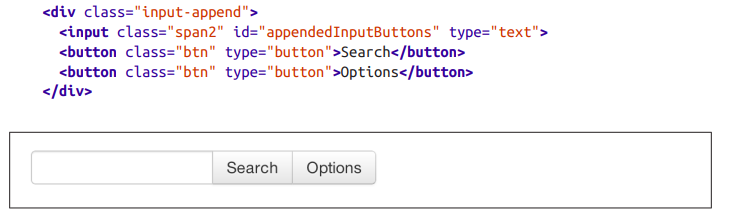 <div class="input-append">
<input class="span2" id="appendedInputButtons" type="text">
<button class="btn" type="button">Search</button>
<button class="btn" type="button">Options</button>
</div>
Search Options